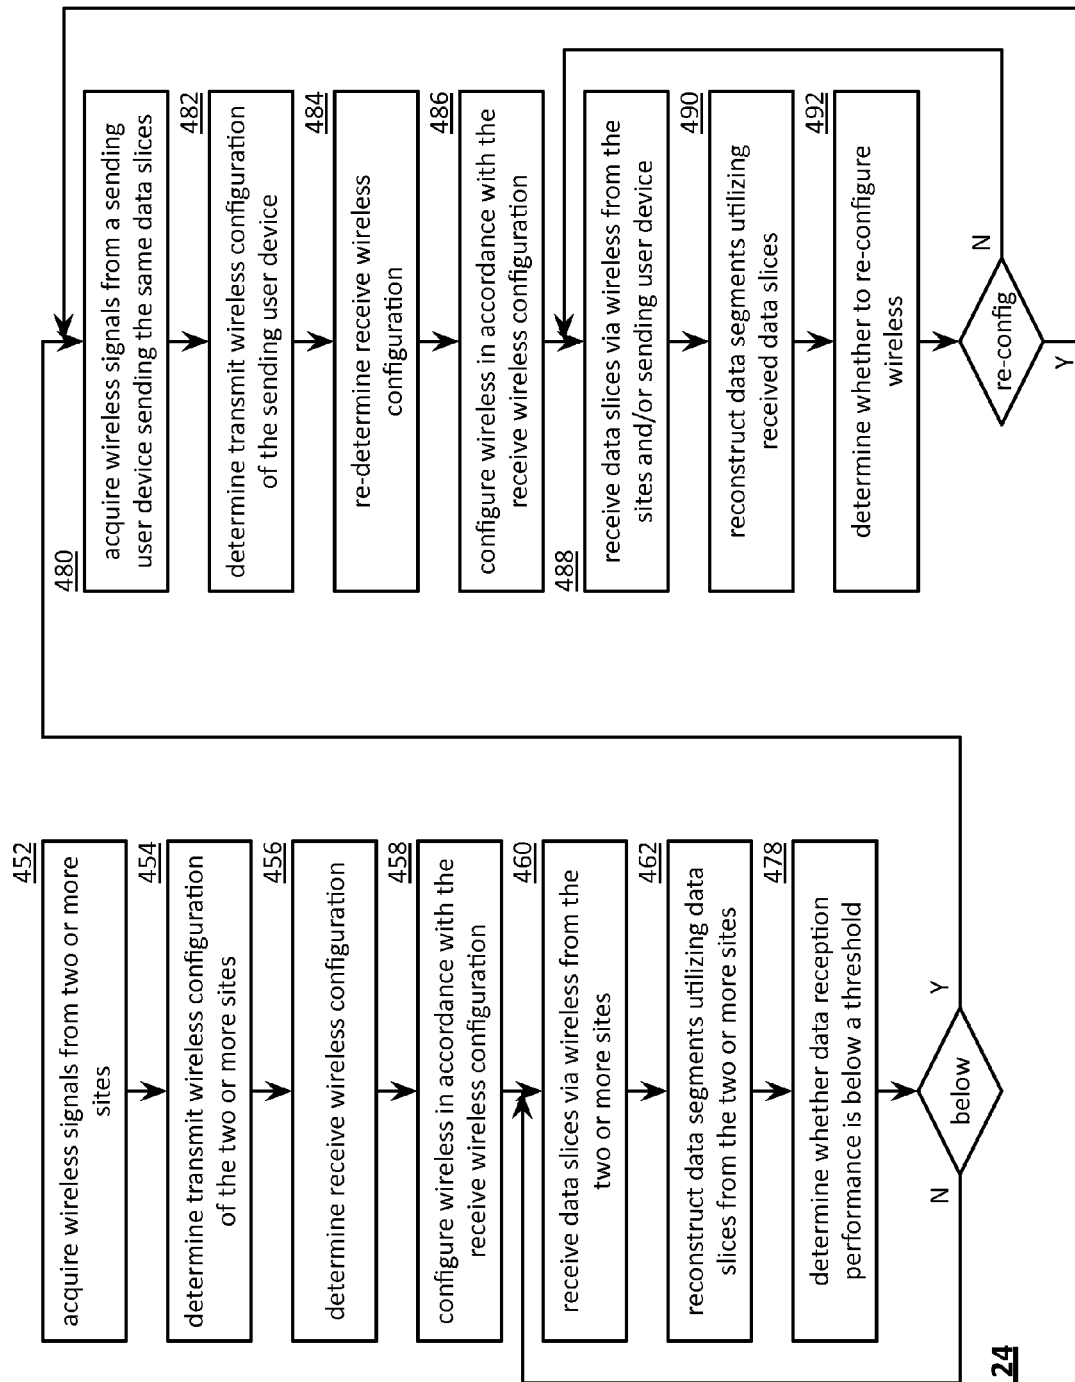 452
acquire wireless signals from two or more
sites
454
determine transmit wireless configuration
of the two or more sites
456
determine receive wireless configuration
458
configure wireless in accordance with the
receive wireless configuration
460
receive data slices via wireless from the
two or more sites
462
reconstruct data segments utilizing data
slices from the two or more sites
478
determine whether data reception
performance is below a threshold
below
N
Y
480
acquire wireless signals from a sending
user device sending the same data slices
482
determine transmit wireless configuration
of the sending user device
484
re-determine receive wireless
configuration
486
configure wireless in accordance with the
receive wireless configuration
488
receive data slices via wireless from the
sites and/or sending user device
490
reconstruct data segments utilizing
received data slices
492
determine whether to re-configure
wireless
re-config
N
Y
24